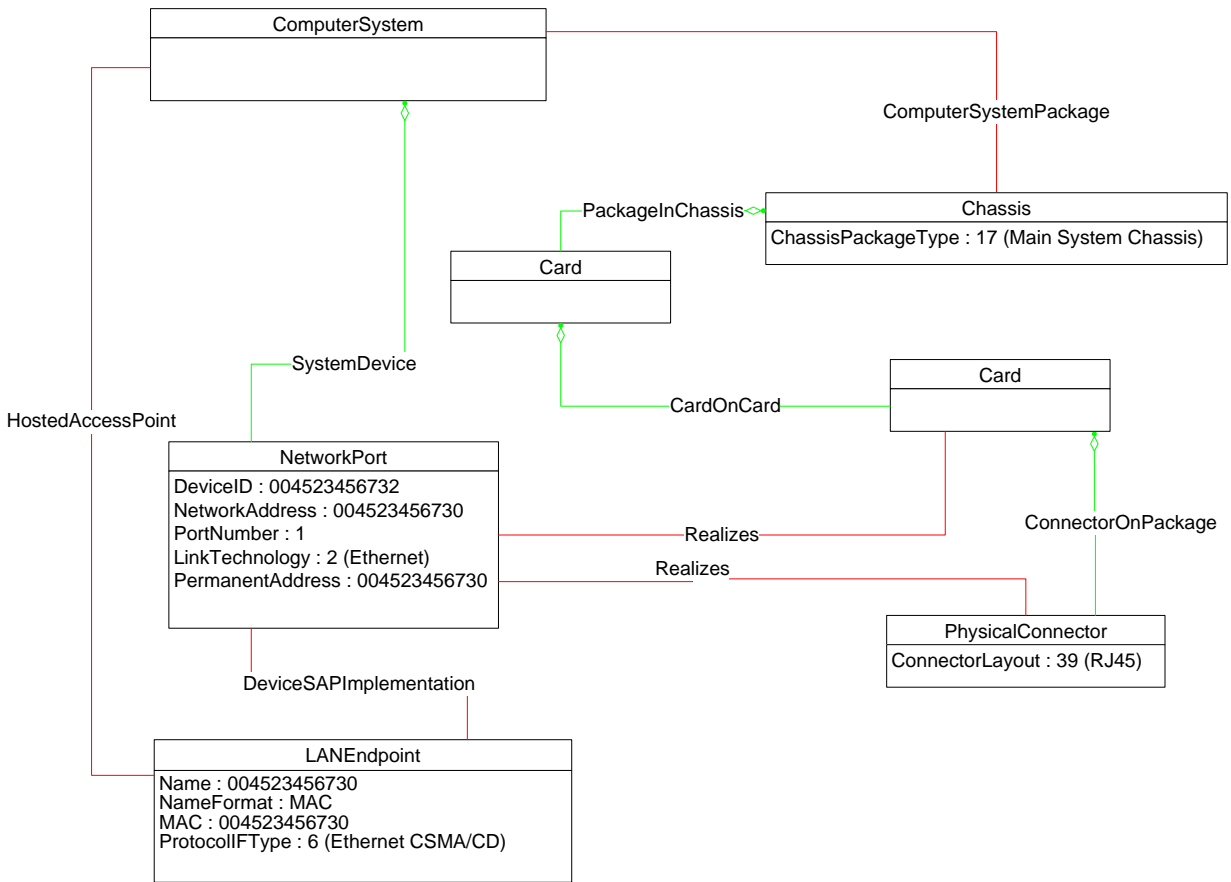 ComputerSystem
ComputerSystemPackage
PackageInChassis
Chassis
ChassisPackageType : 17 (Main System Chassis)
Card
SystemDevice
Card
CardOnCard
HostedAccessPoint
NetworkPort
DeviceID : 004523456732
NetworkAddress : 004523456730
PortNumber : 1
LinkTechnology : 2 (Ethernet)
PermanentAddress : 004523456730
Realizes
ConnectorOnPackage
Realizes
PhysicalConnector
ConnectorLayout : 39 (RJ45)
DeviceSAPImplementation
LANEndpoint
Name : 004523456730
NameFormat : MAC
MAC : 004523456730
ProtocolIFType : 6 (Ethernet CSMA/CD)